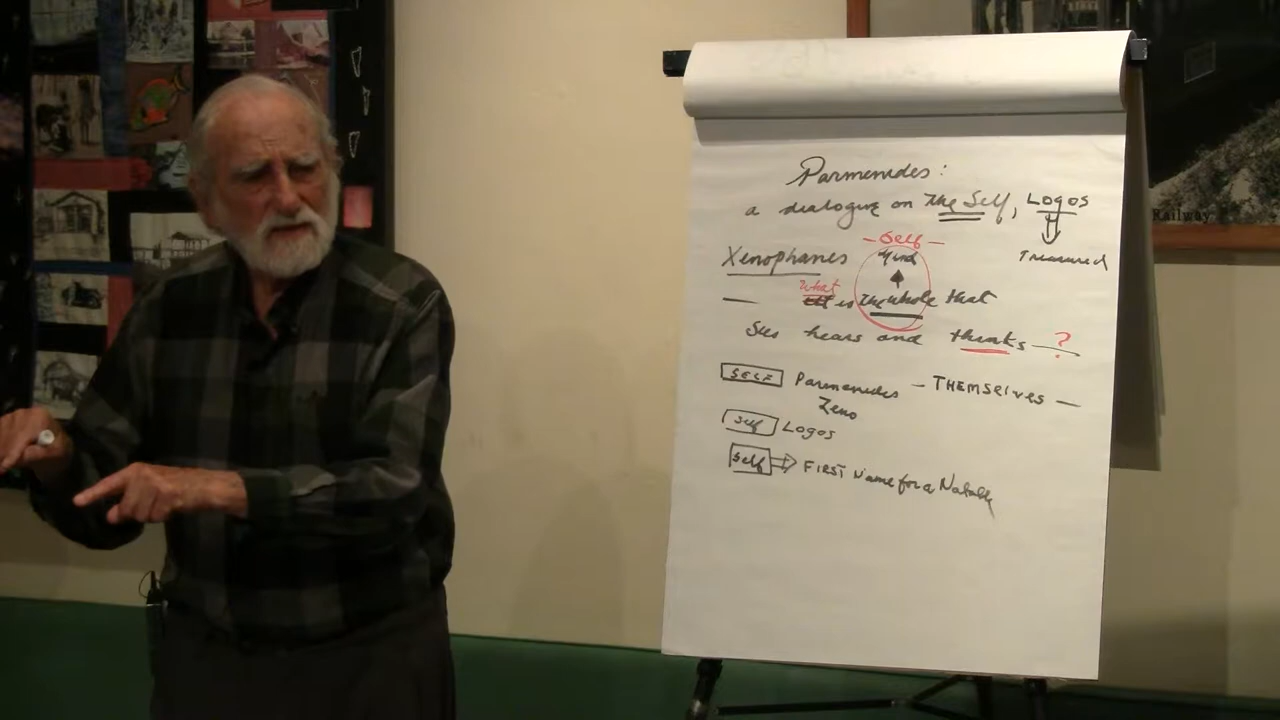 Parmenides:
a dialogue on the Self, Logos
Treasured
— Self —
Xenophanes Mind
what
— is the whole that
Sees hears and thinks — ?
SELF Parmenides — THEMSELVES —
Zeno
Self Logos
Self ⇒ FIRST Name for a
Railway